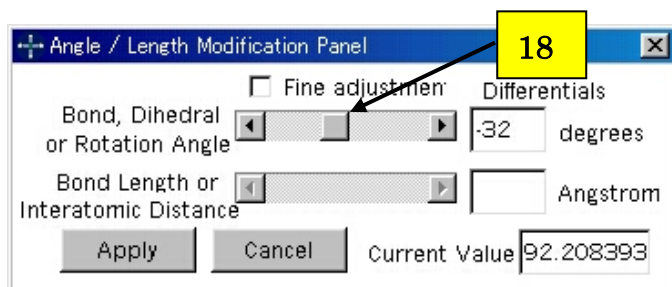 Angle / Length Modification Panel
18
Fine adjustmen
Differentials
Bond, Dihedral
or Rotation Angle
-32 degrees
Bond Length or
Interatomic Distance
Angstrom
Apply Cancel Current Value 92.208393